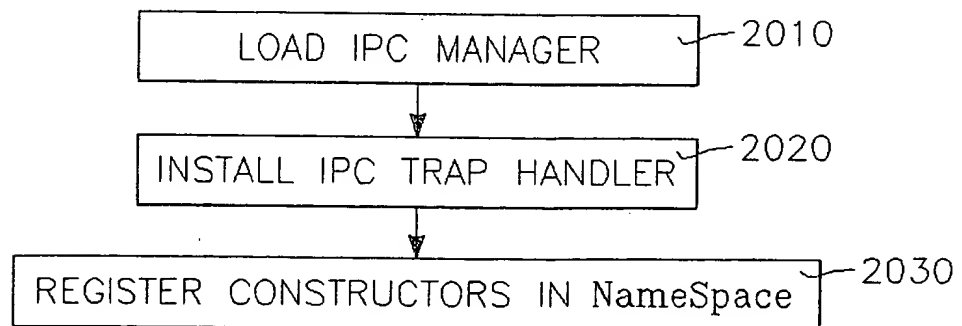 LOAD IPC MANAGER 2010
INSTALL IPC TRAP HANDLER 2020
REGISTER CONSTRUCTORS IN NameSpace 2030